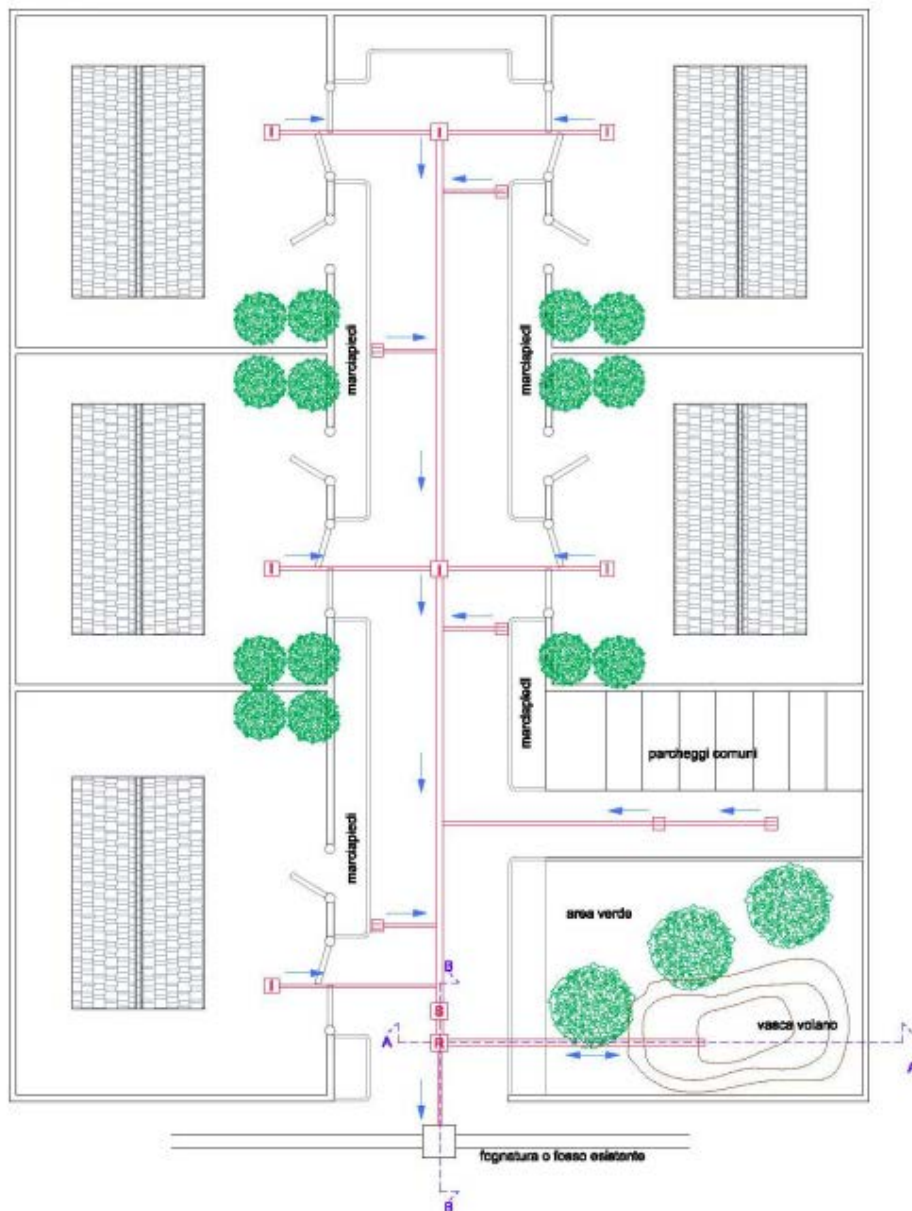 I
I
I
marciapiedi
marciapiedi
I
I
I
marciapiedi
parcheggi comuni
marciapiedi
area verde
B
I
S
vasca volano
A
R
A
fognatura o fosso esistente
B